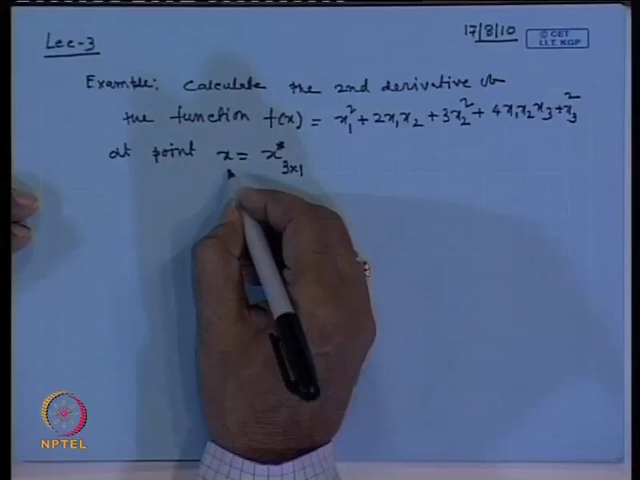 Lec-3
17/8/10
© CET
I.I.T. KGP
Example: Calculate the 2nd derivative of
the function f(x) = x₁² + 2x₁x₂ + 3x₂² + 4x₁x₂x₃ + x₃²
at point x = x*₃ₓ₁
NPTEL